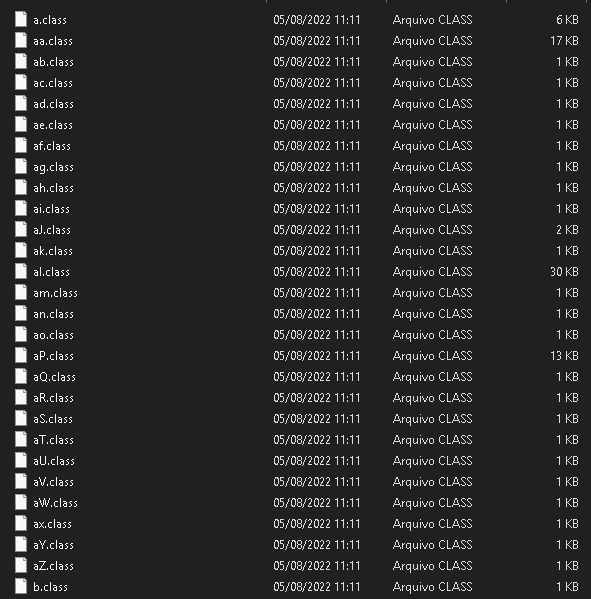 a.class 05/08/2022 11:11 Arquivo CLASS 6 KB
aa.class 05/08/2022 11:11 Arquivo CLASS 17 KB
ab.class 05/08/2022 11:11 Arquivo CLASS 1 KB
ac.class 05/08/2022 11:11 Arquivo CLASS 1 KB
ad.class 05/08/2022 11:11 Arquivo CLASS 1 KB
ae.class 05/08/2022 11:11 Arquivo CLASS 1 KB
af.class 05/08/2022 11:11 Arquivo CLASS 1 KB
ag.class 05/08/2022 11:11 Arquivo CLASS 1 KB
ah.class 05/08/2022 11:11 Arquivo CLASS 1 KB
ai.class 05/08/2022 11:11 Arquivo CLASS 1 KB
aJ.class 05/08/2022 11:11 Arquivo CLASS 2 KB
ak.class 05/08/2022 11:11 Arquivo CLASS 1 KB
al.class 05/08/2022 11:11 Arquivo CLASS 30 KB
am.class 05/08/2022 11:11 Arquivo CLASS 1 KB
an.class 05/08/2022 11:11 Arquivo CLASS 1 KB
ao.class 05/08/2022 11:11 Arquivo CLASS 1 KB
aP.class 05/08/2022 11:11 Arquivo CLASS 13 KB
aQ.class 05/08/2022 11:11 Arquivo CLASS 1 KB
aR.class 05/08/2022 11:11 Arquivo CLASS 1 KB
aS.class 05/08/2022 11:11 Arquivo CLASS 1 KB
aT.class 05/08/2022 11:11 Arquivo CLASS 1 KB
aU.class 05/08/2022 11:11 Arquivo CLASS 1 KB
aV.class 05/08/2022 11:11 Arquivo CLASS 1 KB
aW.class 05/08/2022 11:11 Arquivo CLASS 1 KB
ax.class 05/08/2022 11:11 Arquivo CLASS 1 KB
aY.class 05/08/2022 11:11 Arquivo CLASS 1 KB
aZ.class 05/08/2022 11:11 Arquivo CLASS 1 KB
b.class 05/08/2022 11:11 Arquivo CLASS 1 KB